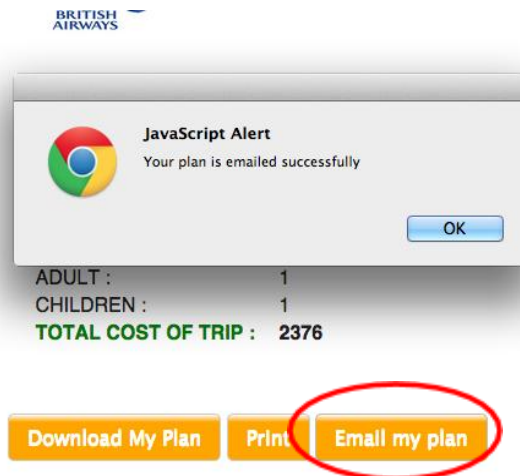 BRITISH
AIRWAYS
JavaScript Alert
Your plan is emailed successfully
OK
ADULT : 1
CHILDREN : 1
TOTAL COST OF TRIP : 2376
Download My Plan Print Email my plan